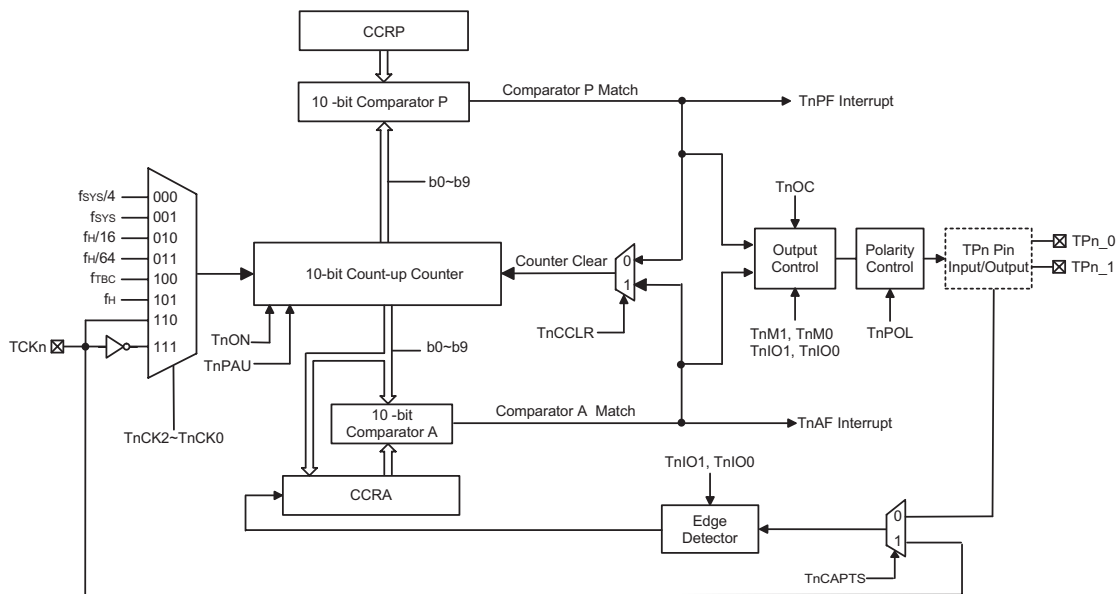 CCRP
10 -bit Comparator P
Comparator P Match
TnPF Interrupt
b0~b9
TnOC
fSYS/4
000
fSYS
001
fH/16
010
fH/64
011
fTBC
100
fH
101
110
111
TCKn
TnCK2~TnCK0
10-bit Count-up Counter
Counter Clear
0
1
TnCCLR
TnON
TnPAU
b0~b9
Output
Control
Polarity
Control
TPn Pin
Input/Output
TPn_0
TPn_1
TnM1, TnM0
TnIO1, TnIO0
TnPOL
10 -bit
Comparator A
Comparator A Match
TnAF Interrupt
CCRA
TnIO1, TnIO0
Edge
Detector
0
1
TnCAPTS